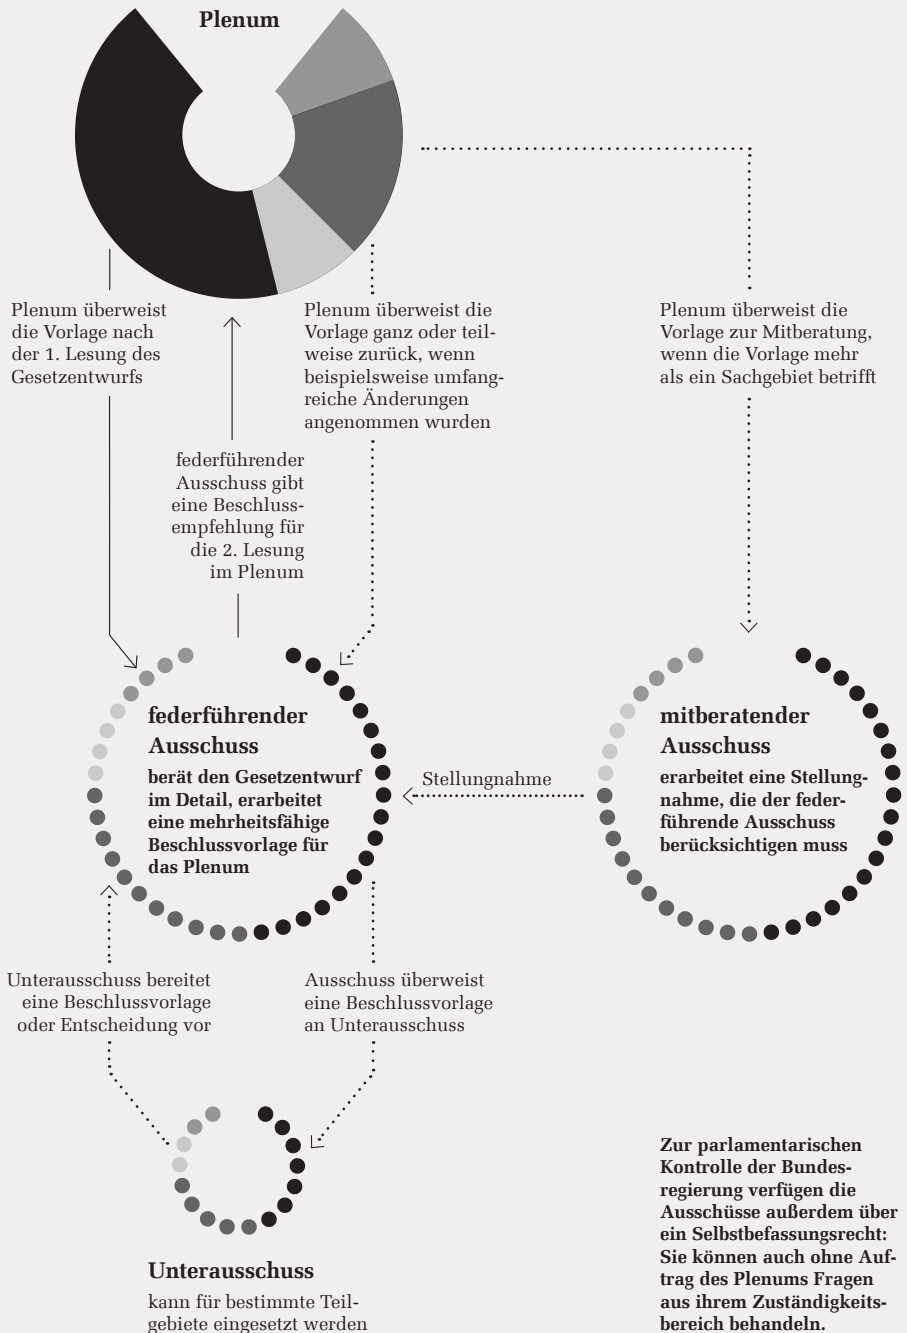 Plenum
Plenum überweist
die Vorlage nach
der 1. Lesung des
Gesetzentwurfs
Plenum überweist die
Vorlage ganz oder teil-
weise zurück, wenn
beispielsweise umfang-
reiche Änderungen
angenommen wurden
Plenum überweist die
Vorlage zur Mitberatung,
wenn die Vorlage mehr
als ein Sachgebiet betrifft
federführender
Ausschuss gibt
eine Beschluss-
empfehlung für
die 2. Lesung
im Plenum
federführender
Ausschuss
berät den Gesetzentwurf
im Detail, erarbeitet
eine mehrheitsfähige
Beschlussvorlage für
das Plenum
Stellungnahme
mitberatender
Ausschuss
erarbeitet eine Stellung-
nahme, die der feder-
führende Ausschuss
berücksichtigen muss
Unterausschuss bereitet
eine Beschlussvorlage
oder Entscheidung vor
Ausschuss überweist
eine Beschlussvorlage
an Unterausschuss
Unterausschuss
kann für bestimmte Teil-
gebiete eingesetzt werden
Zur parlamentarischen
Kontrolle der Bundes-
regierung verfügen die
Ausschüsse außerdem über
ein Selbstbefassungsrecht:
Sie können auch ohne Auf-
trag des Plenums Fragen
aus ihrem Zuständigkeits-
bereich behandeln.